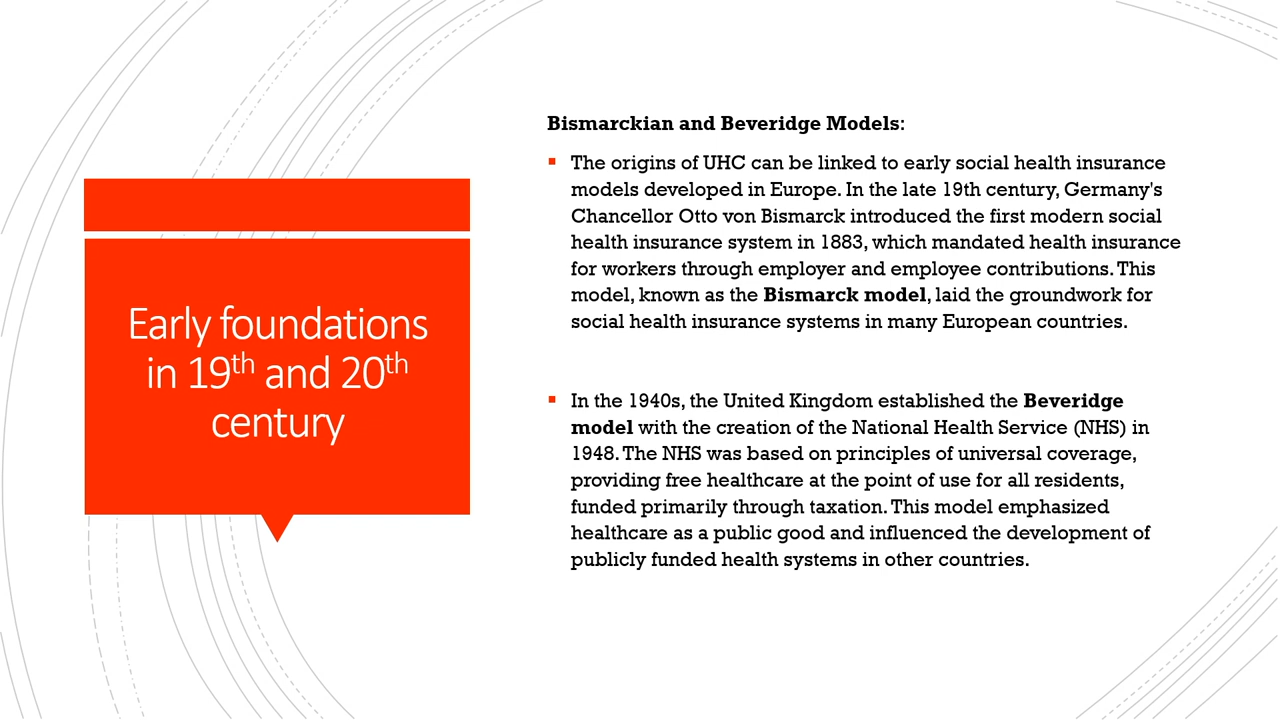 Early foundations
in 19th and 20th
century
Bismarckian and Beveridge Models:
The origins of UHC can be linked to early social health insurance
models developed in Europe. In the late 19th century, Germany's
Chancellor Otto von Bismarck introduced the first modern social
health insurance system in 1883, which mandated health insurance
for workers through employer and employee contributions. This
model, known as the Bismarck model, laid the groundwork for
social health insurance systems in many European countries.
In the 1940s, the United Kingdom established the Beveridge
model with the creation of the National Health Service (NHS) in
1948. The NHS was based on principles of universal coverage,
providing free healthcare at the point of use for all residents,
funded primarily through taxation. This model emphasized
healthcare as a public good and influenced the development of
publicly funded health systems in other countries.